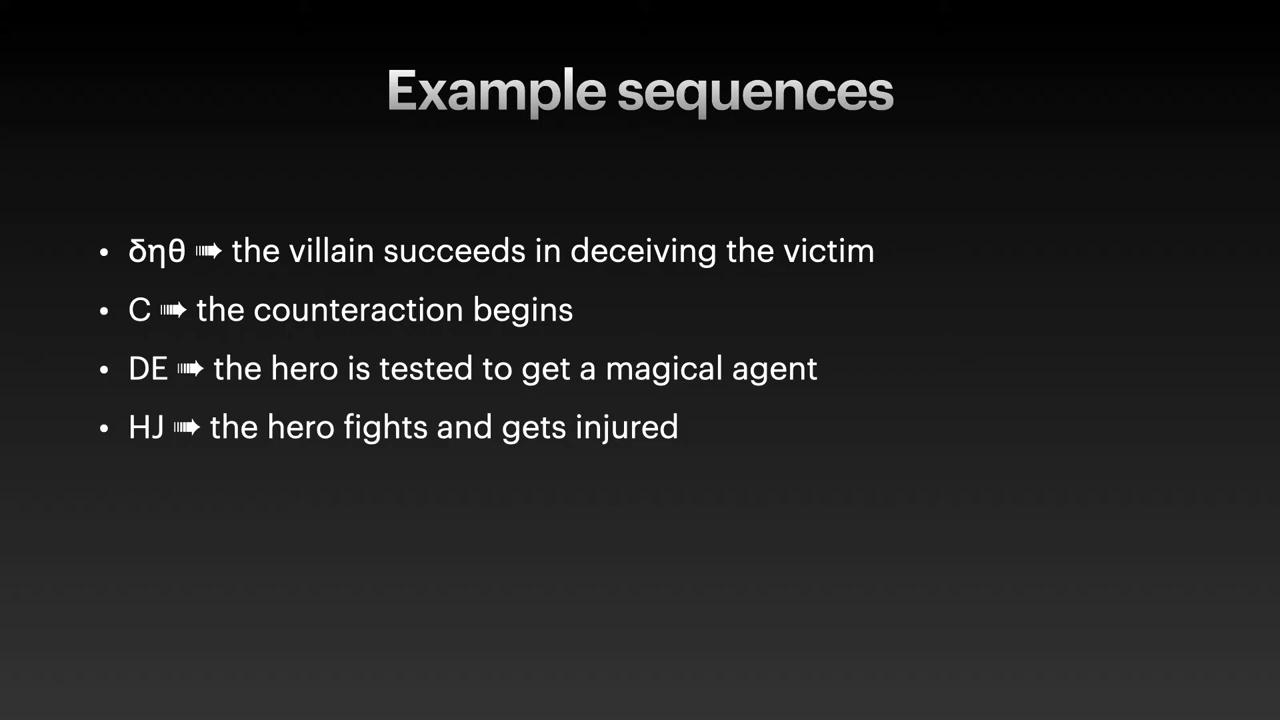 Example sequences
• δηθ ➠ the villain succeeds in deceiving the victim
• C ➠ the counteraction begins
• DE ➠ the hero is tested to get a magical agent
• HJ ➠ the hero fights and gets injured